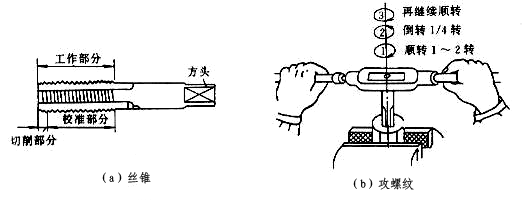 工作部分
方头
校准部分
切削部分
(a) 丝锥
③ 再继续顺转
② 倒转1/4转
① 顺转1～2转
(b) 攻螺纹